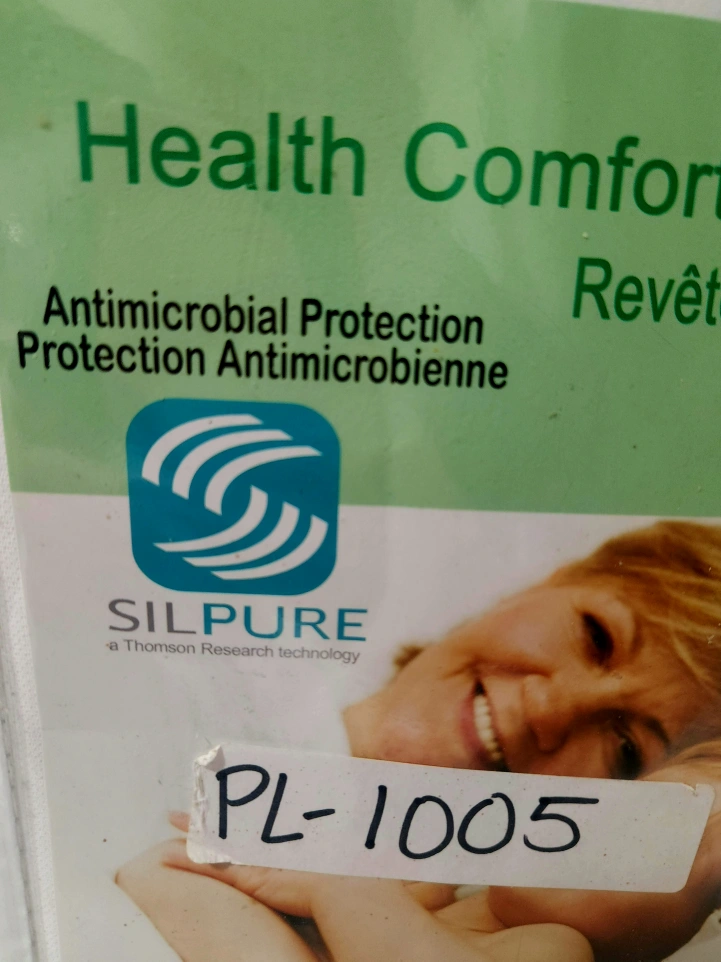 Health Comfor
Revêt
Antimicrobial Protection
Protection Antimicrobienne
SILPURE
a Thomson Research technology
PL-1005